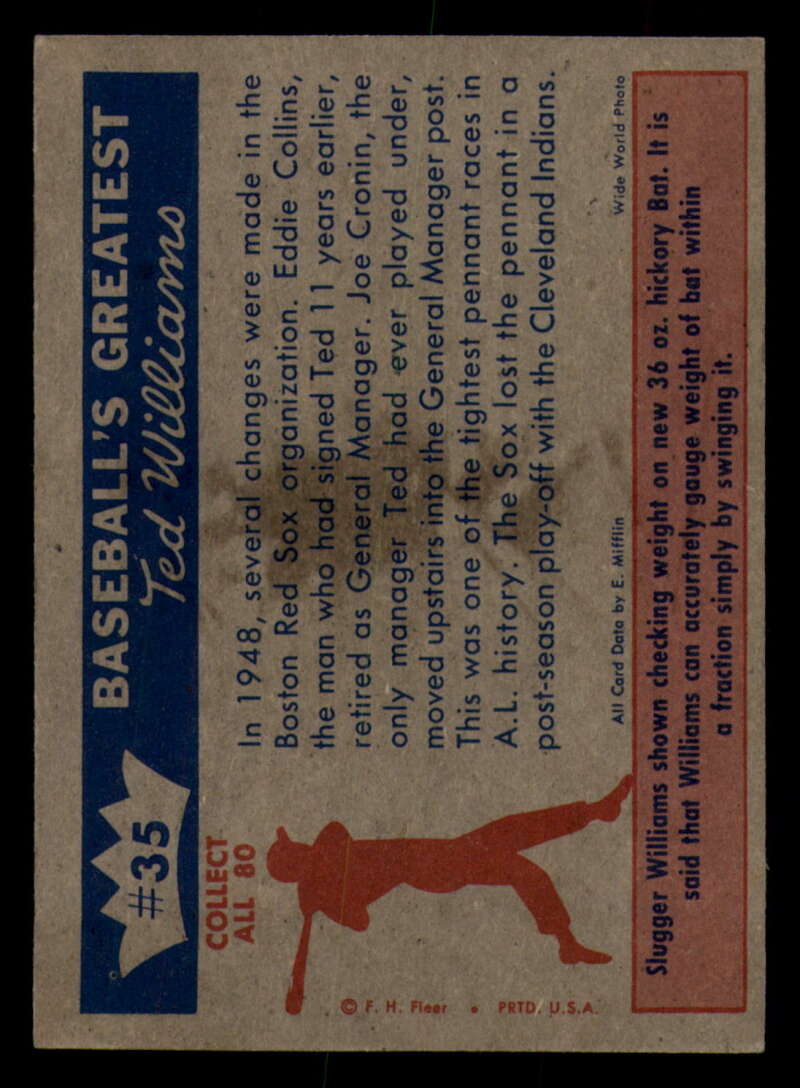 #35
BASEBALL'S GREATEST
Ted Williams
COLLECT
ALL 80
In 1948, several changes were made in the
Boston Red Sox organization. Eddie Collins,
the man who had signed Ted 11 years earlier,
retired as General Manager. Joe Cronin, the
only manager Ted had ever played under,
moved upstairs into the General Manager post.
This was one of the tightest pennant races in
A.L. history. The Sox lost the pennant in a
post-season play-off with the Cleveland Indians.
© F. H. Fleer • PRTD. U.S.A.
All Card Data by E. Mifflin
Wide World Photo
Slugger Williams shown checking weight on new 36 oz. hickory Bat. It is
said that Williams can accurately gauge weight of bat within
a fraction simply by swinging it.